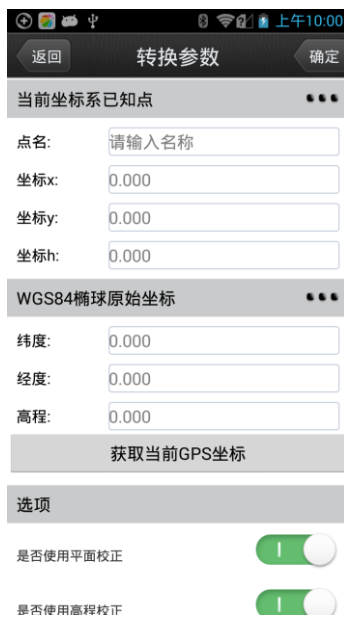 上午10:00
返回
转换参数
确定
当前坐标系已知点
点名: 请输入名称
坐标x: 0.000
坐标y: 0.000
坐标h: 0.000
WGS84椭球原始坐标
纬度: 0.000
经度: 0.000
高程: 0.000
获取当前GPS坐标
选项
是否使用平面校正
是否使用高程校正